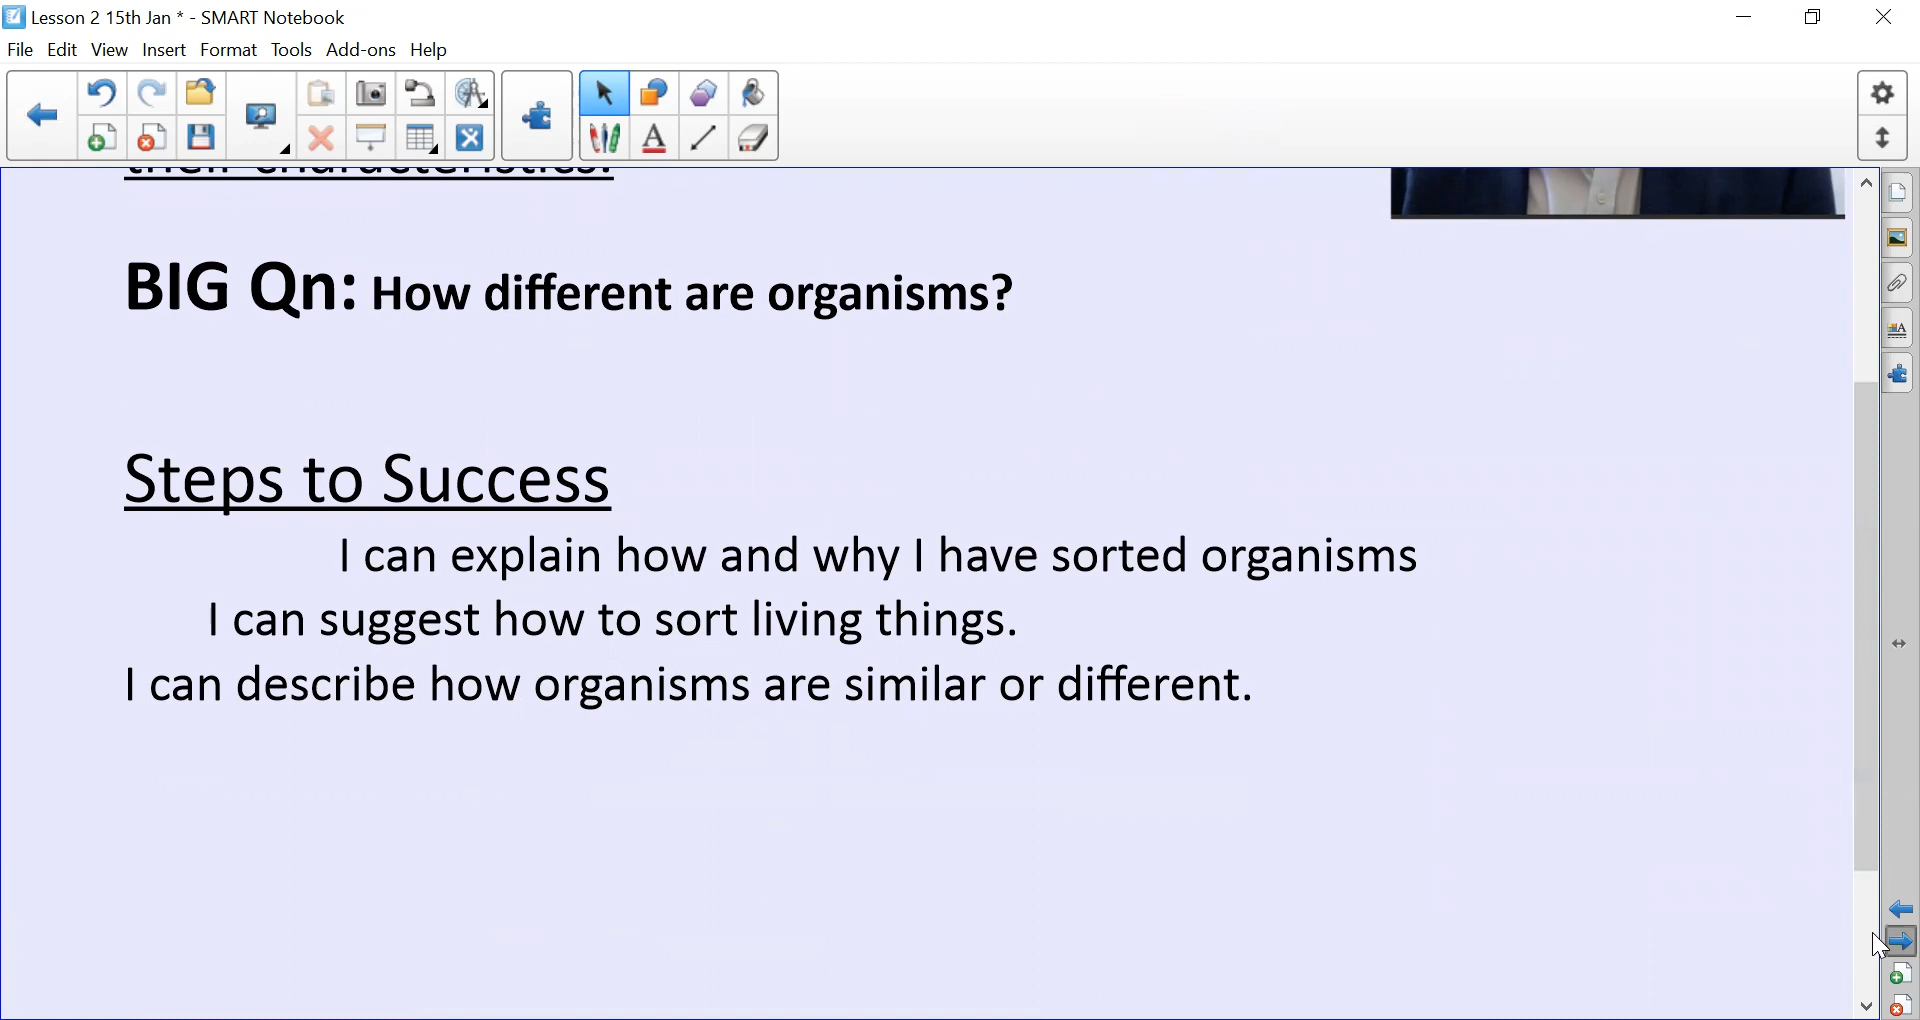 Lesson 2 15th Jan * - SMART Notebook
File Edit View Insert Format Tools Add-ons Help
their characteristics.
BIG Qn: How different are organisms?
Steps to Success
I can explain how and why I have sorted organisms
I can suggest how to sort living things.
I can describe how organisms are similar or different.